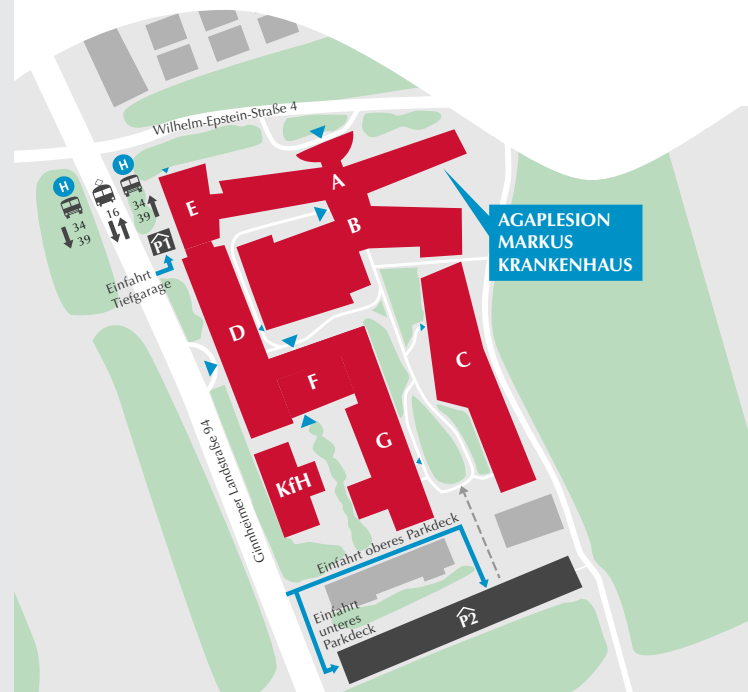 Wilhelm-Epstein-Straße 4
H
H
34
39
16
34
39
P1
Einfahrt
Tiefgarage
E
A
B
AGAPLESION
MARKUS
KRANKENHAUS
D
C
F
G
KfH
Ginnheimer Landstraße 94
Einfahrt oberes Parkdeck
Einfahrt
unteres
Parkdeck
P2